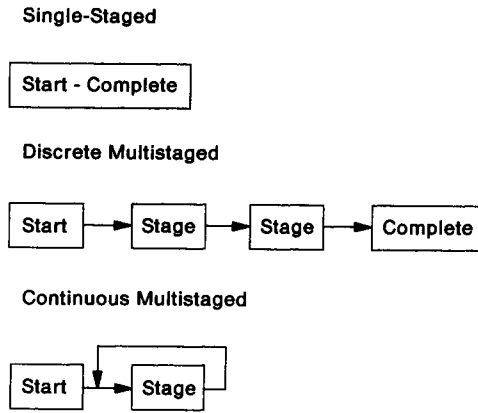 Single-Staged
Start - Complete
Discrete Multistaged
Start Stage Stage Complete
Continuous Multistaged
Start Stage